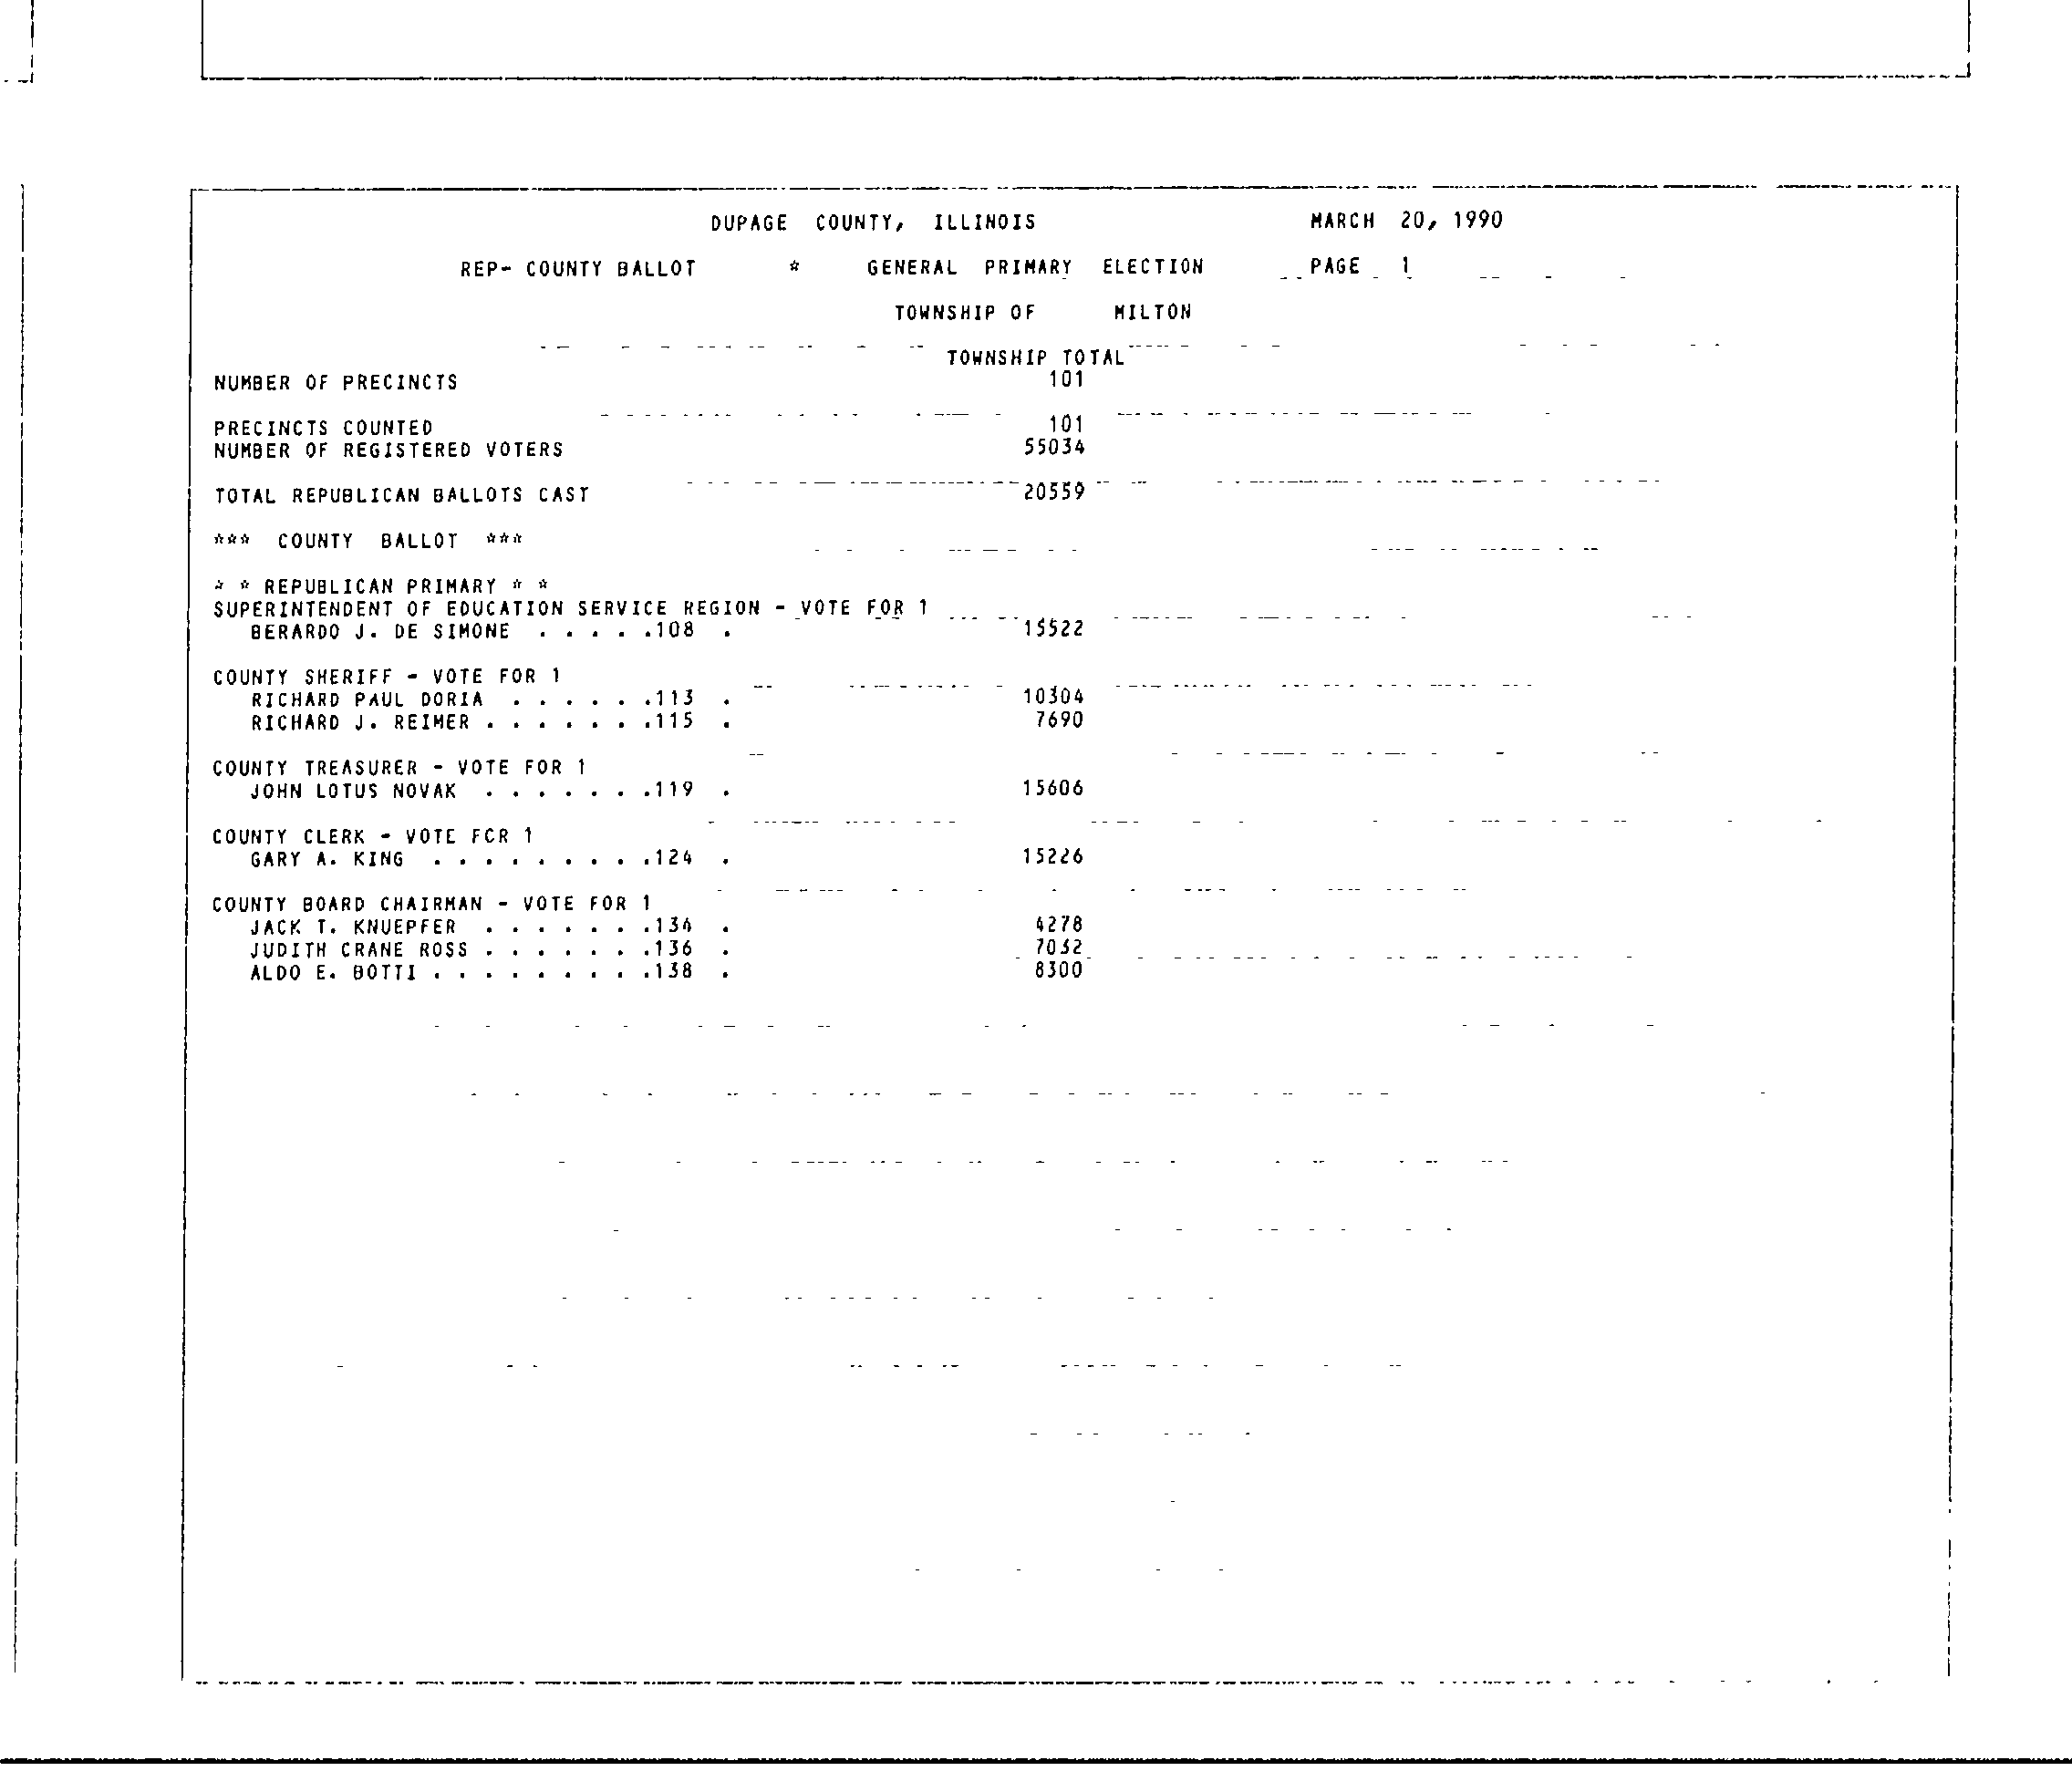 DUPAGE COUNTY, ILLINOIS MARCH 20, 1990
REP- COUNTY BALLOT * GENERAL PRIMARY ELECTION PAGE 1
TOWNSHIP OF MILTON
TOWNSHIP TOTAL
NUMBER OF PRECINCTS 101
PRECINCTS COUNTED 101
NUMBER OF REGISTERED VOTERS 55034
TOTAL REPUBLICAN BALLOTS CAST 20559
*** COUNTY BALLOT ***
* * REPUBLICAN PRIMARY * *
SUPERINTENDENT OF EDUCATION SERVICE REGION - VOTE FOR 1
BERARDO J. DE SIMONE . . . . .108 . 15522
COUNTY SHERIFF - VOTE FOR 1
RICHARD PAUL DORIA . . . . . .113 . 10304
RICHARD J. REIMER . . . . . . .115 . 7690
COUNTY TREASURER - VOTE FOR 1
JOHN LOTUS NOVAK . . . . . . .119 . 15606
COUNTY CLERK - VOTE FOR 1
GARY A. KING . . . . . . . . .124 . 15226
COUNTY BOARD CHAIRMAN - VOTE FOR 1
JACK T. KNUEPFER . . . . . . .134 . 4278
JUDITH CRANE ROSS . . . . . . .136 . 7032
ALDO E. BOTTI . . . . . . . . .138 . 8300